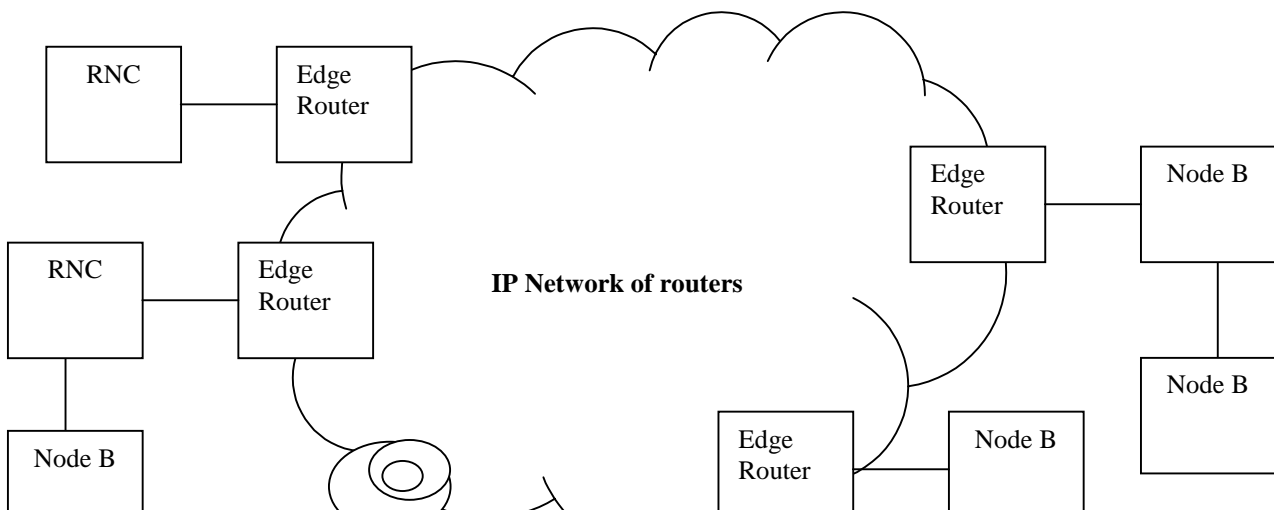 RNC
Edge
Router
Edge
Router
Node B
RNC
Edge
Router
IP Network of routers
Node B
Node B
Edge
Router
Node B